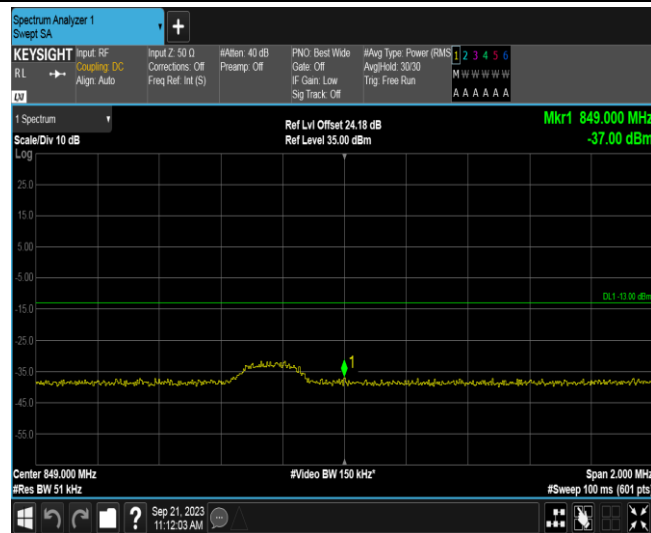 Spectrum Analyzer 1
Swept SA
KEYSIGHT Input: RF Input Z: 50 Ω #Atten: 40 dB PNO: Best Wide #Avg Type: Power (RMS 1 2 3 4 5 6
R L Coupling: DC Corrections: Off Preamp: Off Gate: Off Avg|Hold: 30/30 M W W W W W
Align: Auto Freq Ref: Int (S) IF Gain: Low Trig: Free Run
LXI Sig Track: Off A A A A A A
1 Spectrum Ref Lvl Offset 24.18 dB Mkr1 849.000 MHz
Scale/Div 10 dB Ref Level 35.00 dBm -37.00 dBm
Log
25.0
15.0
5.00
-5.00
DL1 -13.00 dBm
-15.0
-25.0
1
-35.0
-45.0
-55.0
Center 849.000 MHz #Video BW 150 kHz* Span 2.000 MHz
#Res BW 51 kHz #Sweep 100 ms (601 pts
? Sep 21, 2023
11:12:03 AM